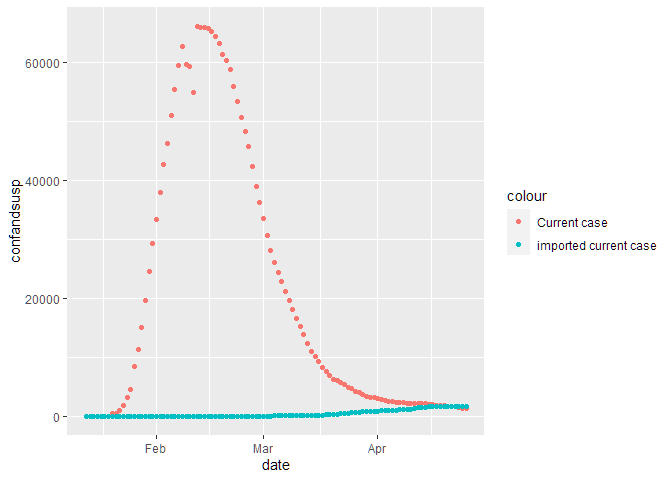 60000
40000
20000
0
confandsusp
Feb Mar Apr
date
colour
Current case
imported current case